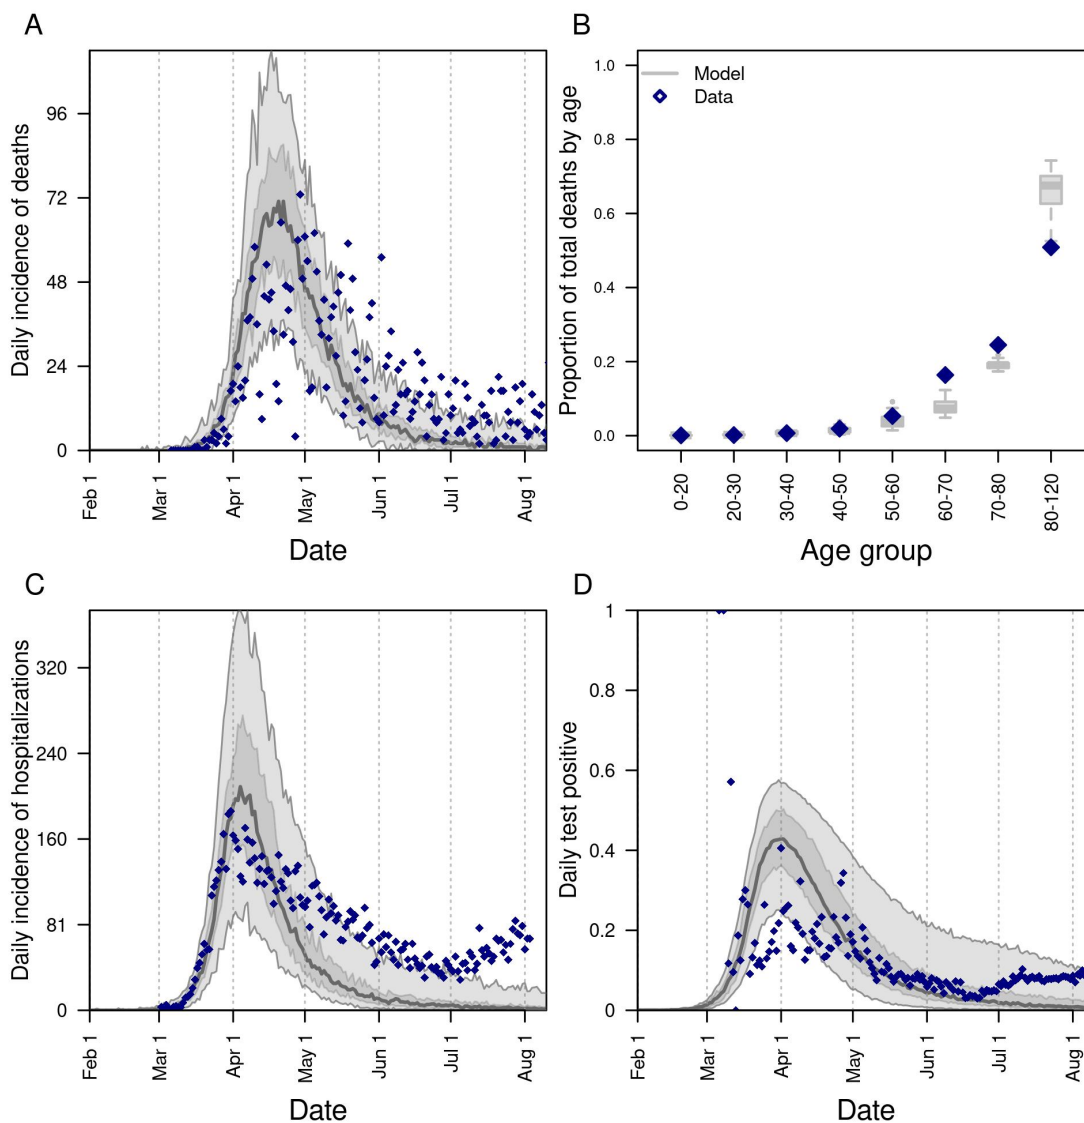 A
Daily incidence of deaths
96
72
48
24
0
Feb 1
Mar 1
Apr 1
May 1
Jun 1
Jul 1
Aug 1
Date
B
Proportion of total deaths by age
1.0
0.8
0.6
0.4
0.2
0.0
Model
Data
0-20
20-30
30-40
40-50
50-60
60-70
70-80
80-120
Age group
C
Daily incidence of hospitalizations
320
240
160
81
0
Feb 1
Mar 1
Apr 1
May 1
Jun 1
Jul 1
Aug 1
Date
D
Daily test positive
1
0.8
0.6
0.4
0.2
0
Feb 1
Mar 1
Apr 1
May 1
Jun 1
Jul 1
Aug 1
Date